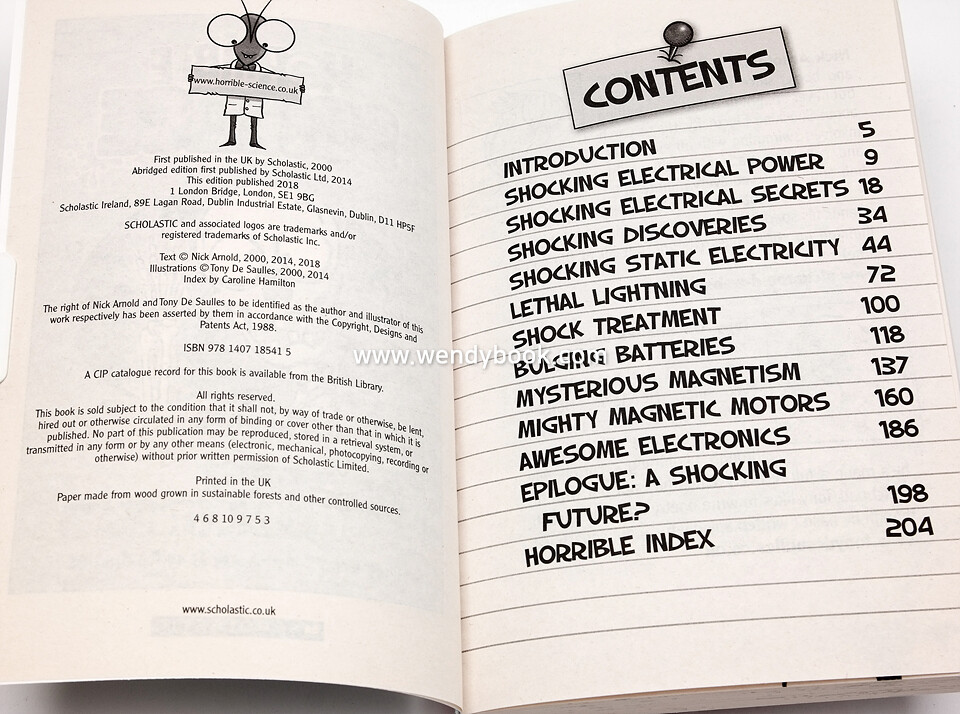 www.horrible-science.co.uk
First published in the UK by Scholastic, 2000
Abridged edition first published by Scholastic Ltd, 2014
This edition published 2018
1 London Bridge, London, SE1 9BG
Scholastic Ireland, 89E Lagan Road, Dublin Industrial Estate, Glasnevin, Dublin, D11 HP5F
SCHOLASTIC and associated logos are trademarks and/or
registered trademarks of Scholastic Inc.
Text © Nick Arnold, 2000, 2014, 2018
Illustrations © Tony De Saulles, 2000, 2014
Index by Caroline Hamilton
The right of Nick Arnold and Tony De Saulles to be identified as the author and illustrator of this
work respectively has been asserted by them in accordance with the Copyright, Designs and
Patents Act, 1988.
ISBN 978 1407 18541 5
A CIP catalogue record for this book is available from the British Library.
All rights reserved.
This book is sold subject to the condition that it shall not, by way of trade or otherwise, be lent,
hired out or otherwise circulated in any form of binding or cover other than that in which it is
published. No part of this publication may be reproduced, stored in a retrieval system, or
transmitted in any form or by any other means (electronic, mechanical, photocopying, recording or
otherwise) without prior written permission of Scholastic Limited.
Printed in the UK
Paper made from wood grown in sustainable forests and other controlled sources.
4 6 8 10 9 7 5 3
www.scholastic.co.uk
CONTENTS
INTRODUCTION 5
SHOCKING ELECTRICAL POWER 9
SHOCKING ELECTRICAL SECRETS 18
SHOCKING DISCOVERIES 34
SHOCKING STATIC ELECTRICITY 44
LETHAL LIGHTNING 72
SHOCK TREATMENT 100
BULGING BATTERIES 118
MYSTERIOUS MAGNETISM 137
MIGHTY MAGNETIC MOTORS 160
AWESOME ELECTRONICS 186
EPILOGUE: A SHOCKING
FUTURE? 198
HORRIBLE INDEX 204
www.wendybook.com